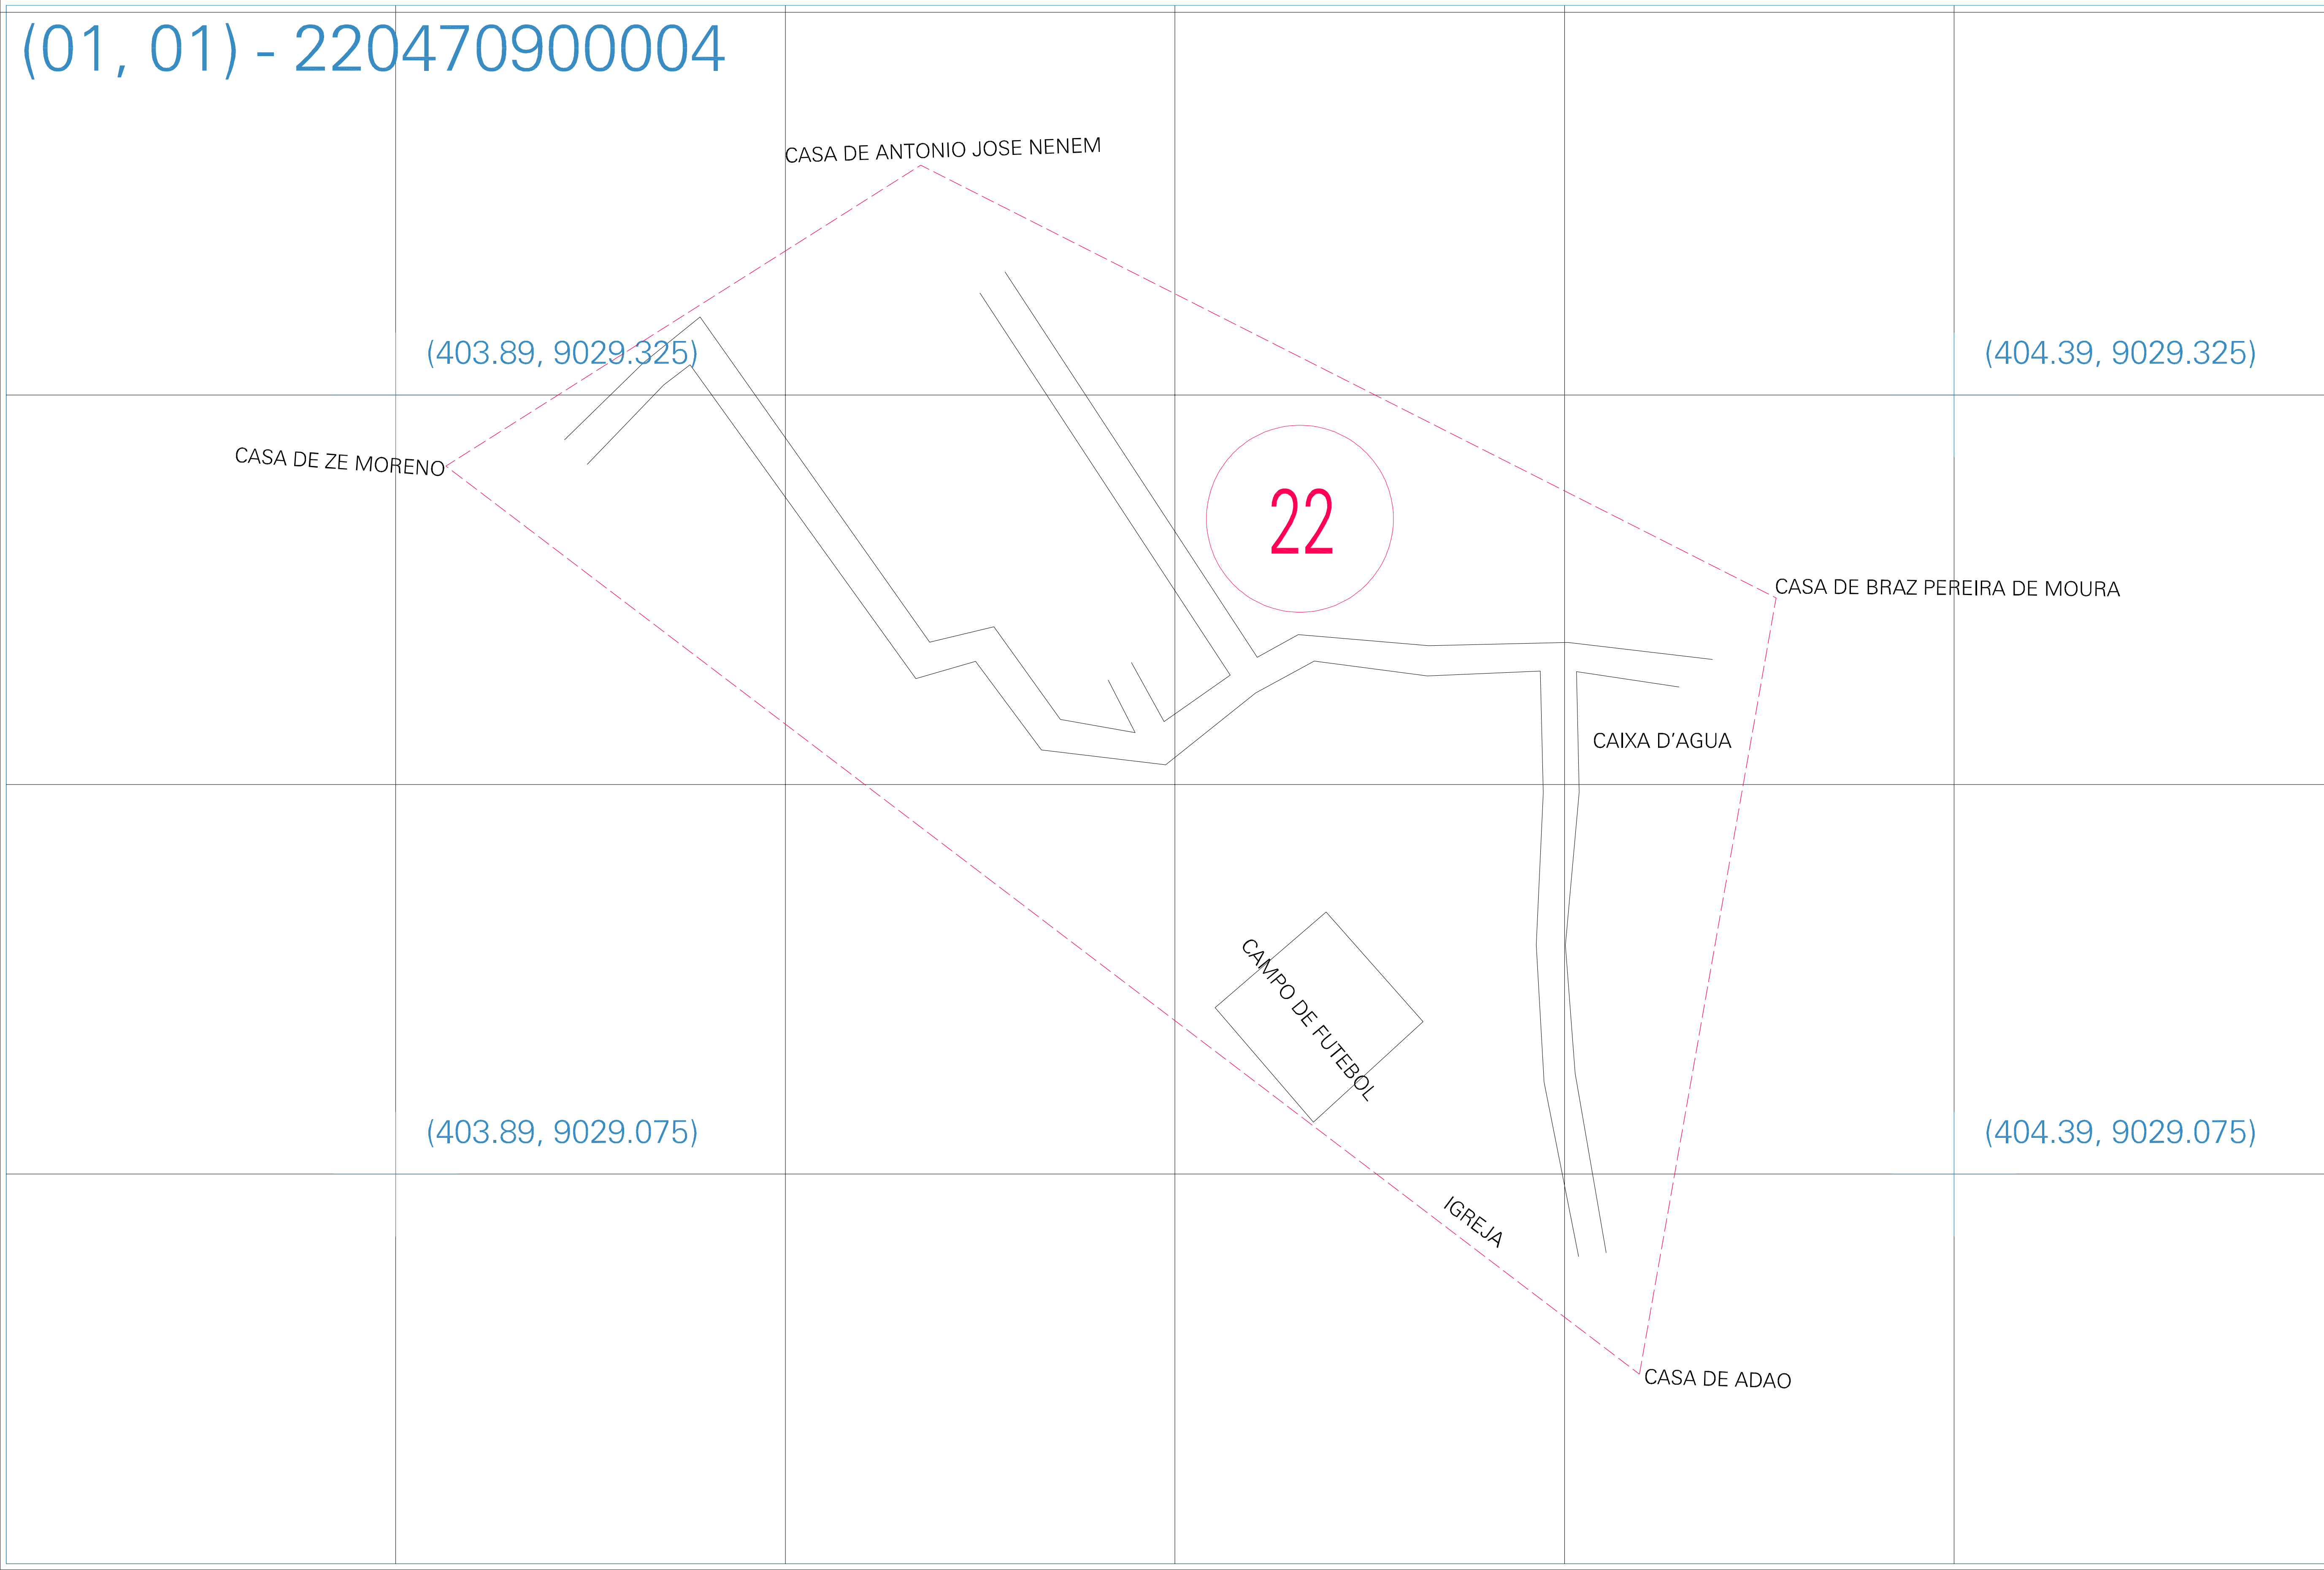 (01, 01) - 220470900004
CASA DE ANTONIO JOSE NENEM
(403.89, 9029.325)
(404.39, 9029.325)
CASA DE ZE MORENO
22
CASA DE BRAZ PEREIRA DE MOURA
CAIXA D'AGUA
CAMPO DE FUTEBOL
(403.89, 9029.075)
(404.39, 9029.075)
IGREJA
CASA DE ADAO